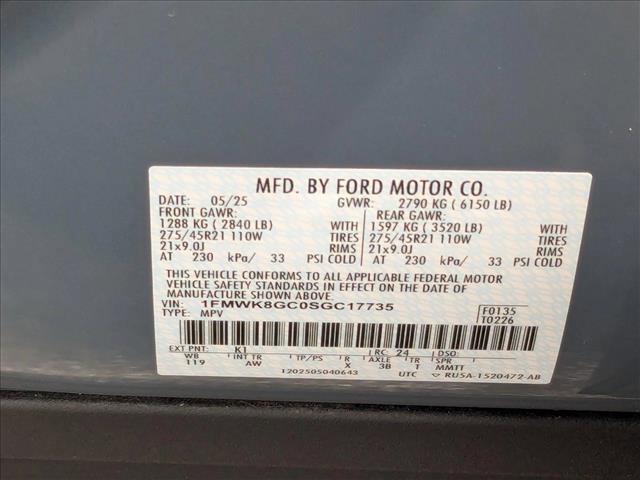 MFD. BY FORD MOTOR CO.
DATE: 05/25 GVWR: 2790 KG ( 6150 LB)
FRONT GAWR: REAR GAWR:
1288 KG ( 2840 LB) WITH 1597 KG ( 3520 LB) WITH
275/45R21 110W TIRES 275/45R21 110W TIRES
21x9.0J RIMS 21x9.0J RIMS
AT 230 kPa/ 33 PSI COLD AT 230 kPa/ 33 PSI COLD
THIS VEHICLE CONFORMS TO ALL APPLICABLE FEDERAL MOTOR
VEHICLE SAFETY STANDARDS IN EFFECT ON THE DATE OF
MANUFACTURE SHOWN ABOVE.
VIN: 1FMWK8GC0SGC17735 F0135
TYPE: MPV T0226
EXT PNT: K1 RC: 24 DSO:
WB INT TR TP/PS R AXLE TR SPR
119 AW X 3B T MMTT
1202505040643 UTC ▽ RU5A-1520472-AB